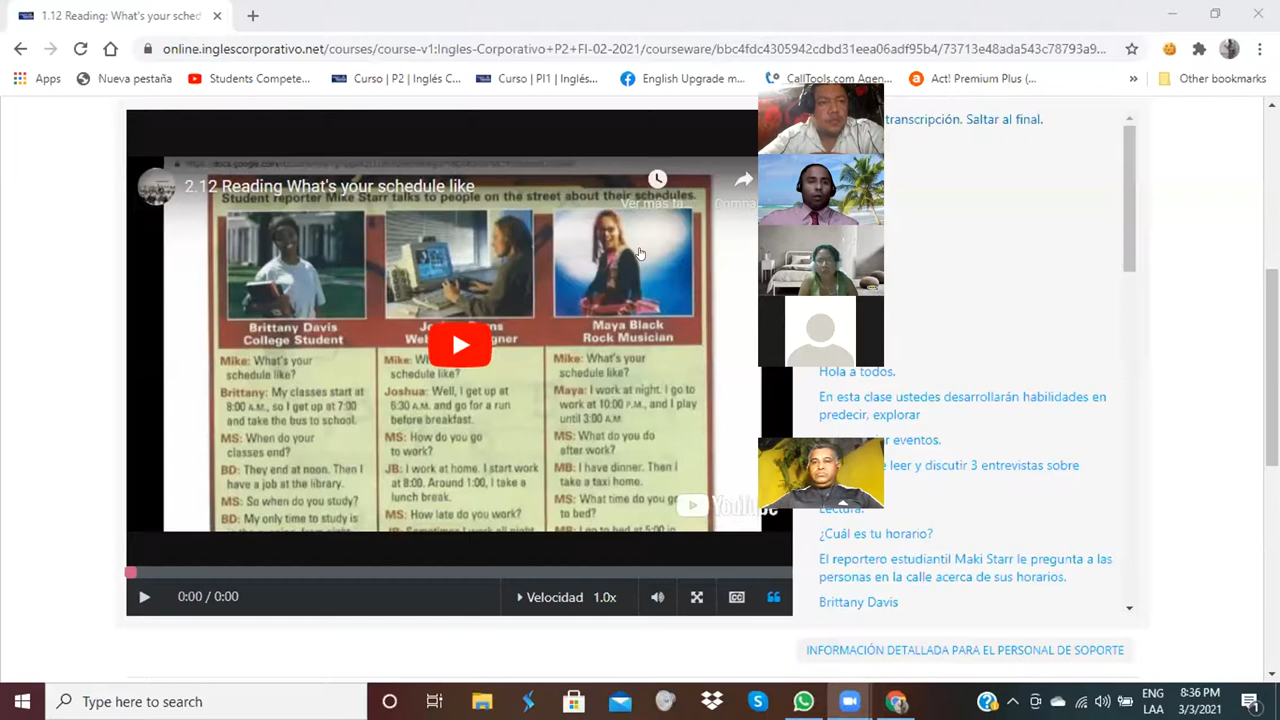 1.12 Reading: What's your sched
online.inglescorporativo.net/courses/course-v1:Ingles-Corporativo+P2+FI-02-2021/courseware/bbc4fdc4305942cdbd31eea06adf95b4/73713e48ada543c78793a9...
Apps Nueva pestaña Students Compete... Curso | P2 | Inglés C... Curso | PI1 | Inglés... English Upgrade m... CallTools.com Agen... Act! Premium Plus (... » Other bookmarks
2.12 Reading What's your schedule like
Ver más ta...
Student reporter Mike Starr talks to people on the street about their schedules.
Brittany Davis
College Student
Maya Black
Rock Musician
Mike: What's your
schedule like?
Brittany: My classes start at
8:00 A.M., so I get up at 7:00
and take the bus to school.
MS: When do your
classes end?
BD: They end at noon. Then I
have a job at the library.
MS: So when do you study?
BD: My only time to study is
schedule like?
Joshua: Well, I get up at
6:30 A.M. and go for a run
before breakfast.
MS: How do you go
to work?
JB: I work at home. I start work
at 8:00. Around 1:00, I take a
lunch break.
MS: How late do you work?
Mike: What's your
schedule like?
Maya: I work at night. I go to
work at 10:00 P.M., and I play
until 3:00 A.M.
MS: What do you do
after work?
MB: I have dinner. Then I
take a taxi home.
MS: What time do you go
to bed?
MB: I go to bed at 5:00 in
YouTube
0:00 / 0:00
Velocidad 1.0x
transcripción. Saltar al final.
Hola a todos.
En esta clase ustedes desarrollarán habilidades en
predecir, explorar
eventos.
leer y discutir 3 entrevistas sobre
Lectura.
¿Cuál es tu horario?
El reportero estudiantil Maki Starr le pregunta a las
personas en la calle acerca de sus horarios.
Brittany Davis
INFORMACIÓN DETALLADA PARA EL PERSONAL DE SOPORTE
Type here to search
ENG
LAA
8:36 PM
3/3/2021
1